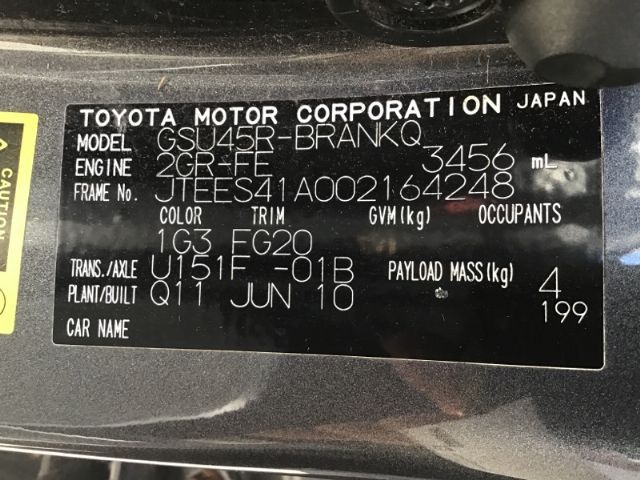 TOYOTA MOTOR CORPORATION JAPAN
MODEL GSU45R-BRANKQ
ENGINE 2GR-FE 3456 mL
FRAME No. JTEES41A002164248
COLOR TRIM GVM(kg) OCCUPANTS
1G3 FG20
TRANS./AXLE U151F -01B PAYLOAD MASS(kg) 4
PLANT/BUILT Q11 JUN 10 199
CAR NAME
CAUTION